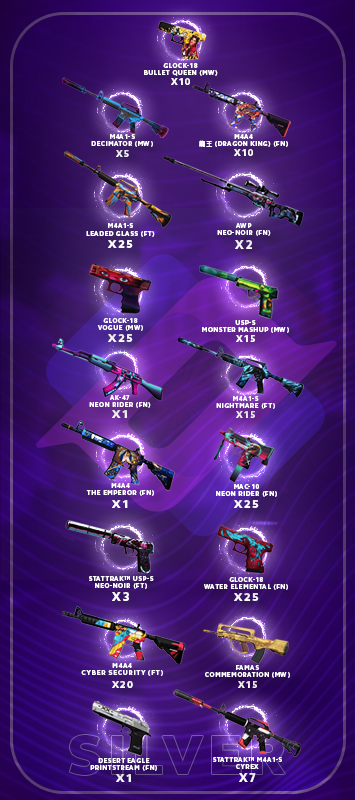 GLOCK-18
BULLET QUEEN (MW)
X10
M4A1-S
DECIMATOR (MW)
X5
M4A4
龍王 (DRAGON KING) (FN)
X10
M4A1-S
LEADED GLASS (FT)
X25
AWP
NEO-NOIR (FN)
X2
GLOCK-18
VOGUE (MW)
X25
USP-S
MONSTER MASHUP (MW)
X15
AK-47
NEON RIDER (FN)
X1
M4A1-S
NIGHTMARE (FT)
X15
M4A4
THE EMPEROR (FN)
X1
MAC-10
NEON RIDER (FN)
X25
STATTRAK™ USP-S
NEO-NOIR (FT)
X3
GLOCK-18
WATER ELEMENTAL (FN)
X25
M4A4
CYBER SECURITY (FT)
X20
FAMAS
COMMEMORATION (MW)
X15
SILVER
DESERT EAGLE
PRINTSTREAM (FN)
X1
STATTRAK™ M4A1-S
CYREX
X7